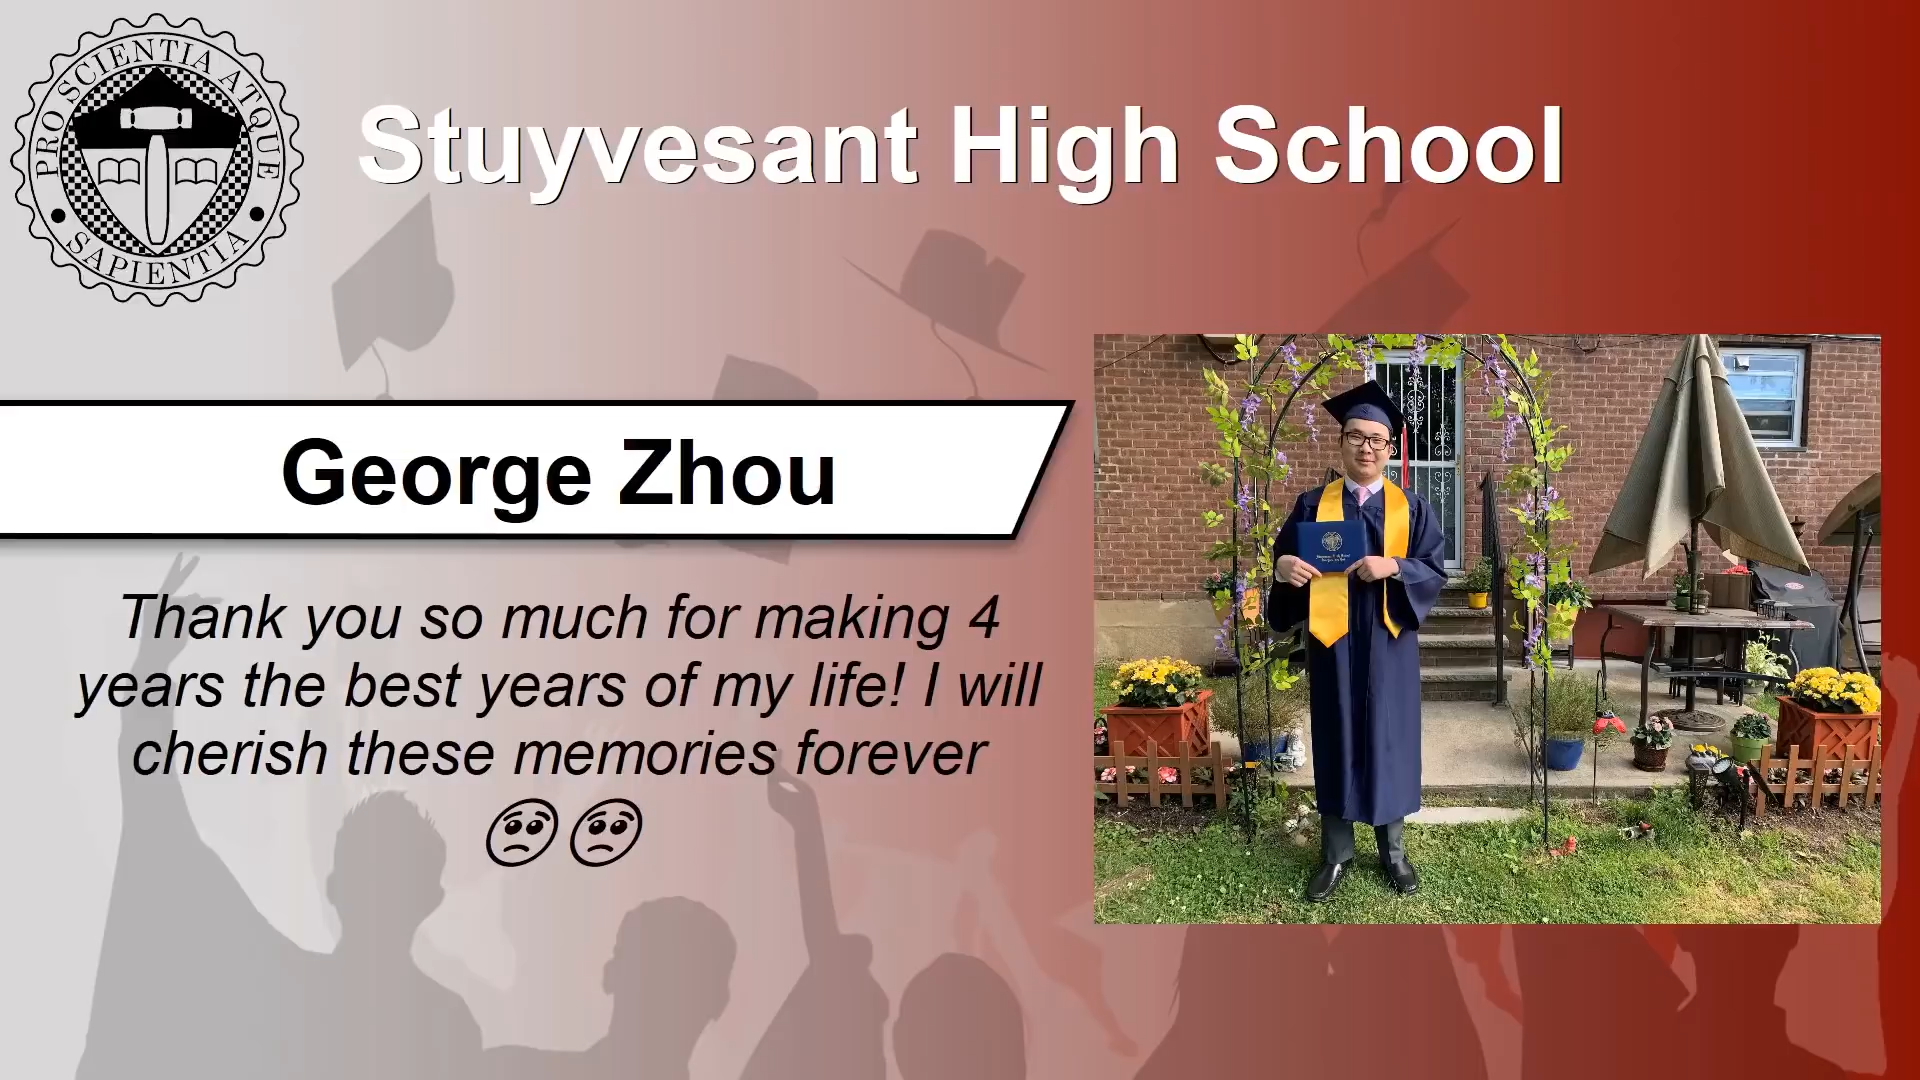 PRO SCIENTIA ATQUE
SAPIENTIA
Stuyvesant High School
George Zhou
Thank you so much for making 4
years the best years of my life! I will
cherish these memories forever
🥺🥺